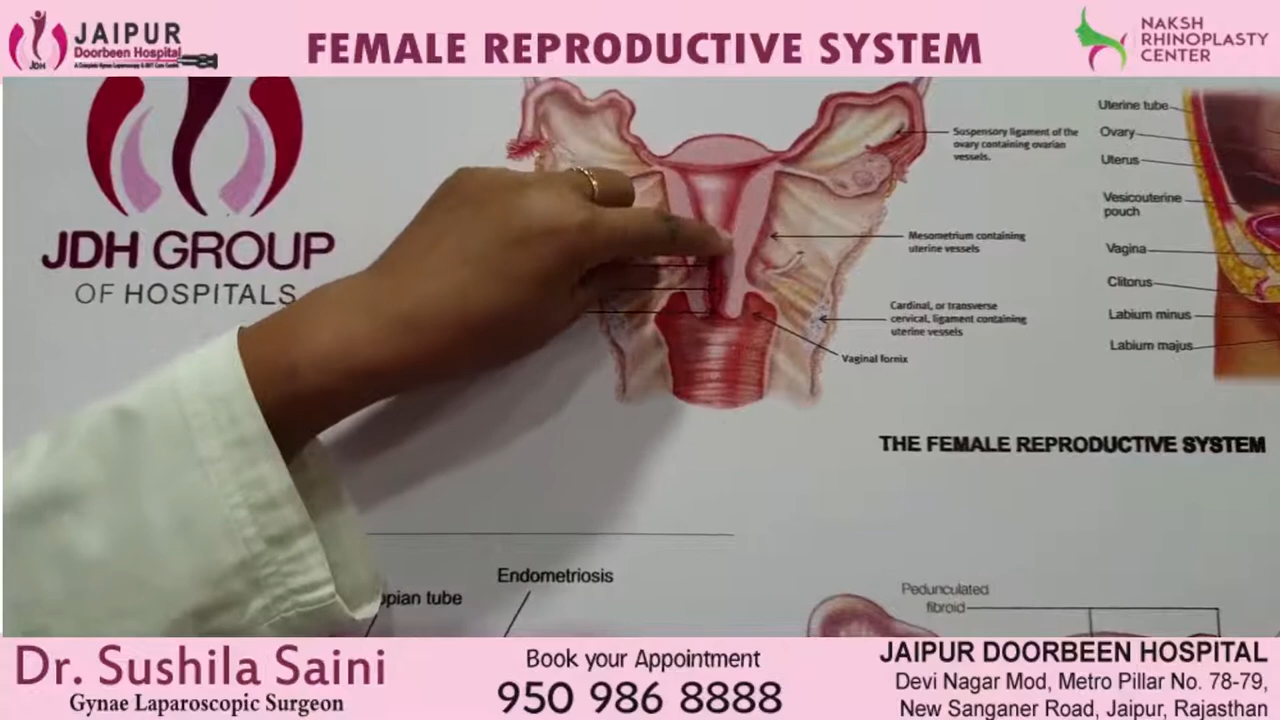 JAIPUR
Doorbeen Hospital
JDH
FEMALE REPRODUCTIVE SYSTEM
NAKSH
RHINOPLASTY
CENTER
JDH GROUP
OF HOSPITALS
Suspensory ligament of the
ovary containing ovarian
vessels.
Mesometrium containing
uterine vessels
Cardinal, or transverse
cervical, ligament containing
uterine vessels
Vaginal fornix
Uterine tube
Ovary
Uterus
Vesicouterine
pouch
Vagina
Clitorus
Labium minus
Labium majus
THE FEMALE REPRODUCTIVE SYSTEM
opian tube
Endometriosis
Pedunculated
fibroid
Dr. Sushila Saini
Gynae Laparoscopic Surgeon
Book your Appointment
950 986 8888
JAIPUR DOORBEEN HOSPITAL
Devi Nagar Mod, Metro Pillar No. 78-79,
New Sanganer Road, Jaipur, Rajasthan